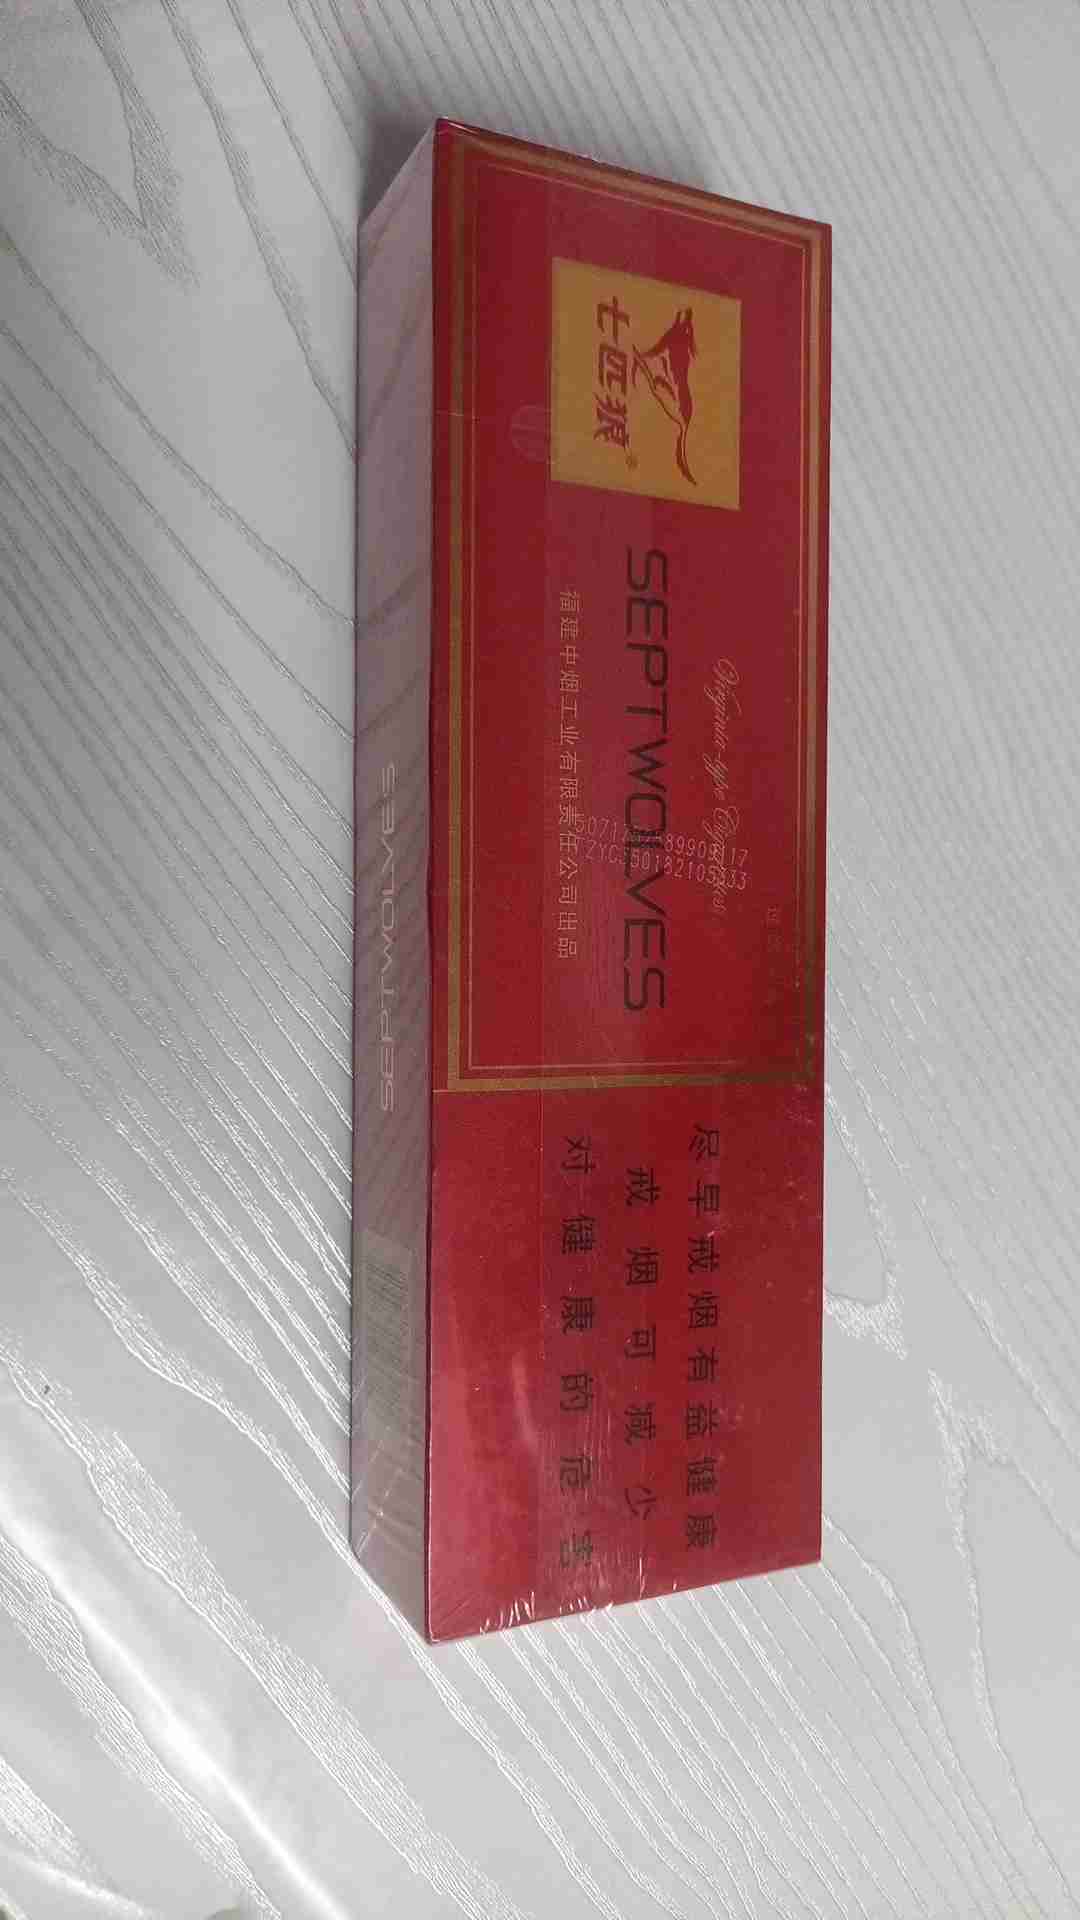 七匹狼®
SEPTWOLVES
Virginia-type Cigarettes
福建中烟工业有限责任公司出品
尽早戒烟有益健康
戒烟可减少
对健康的危害
SEPTWOLVES